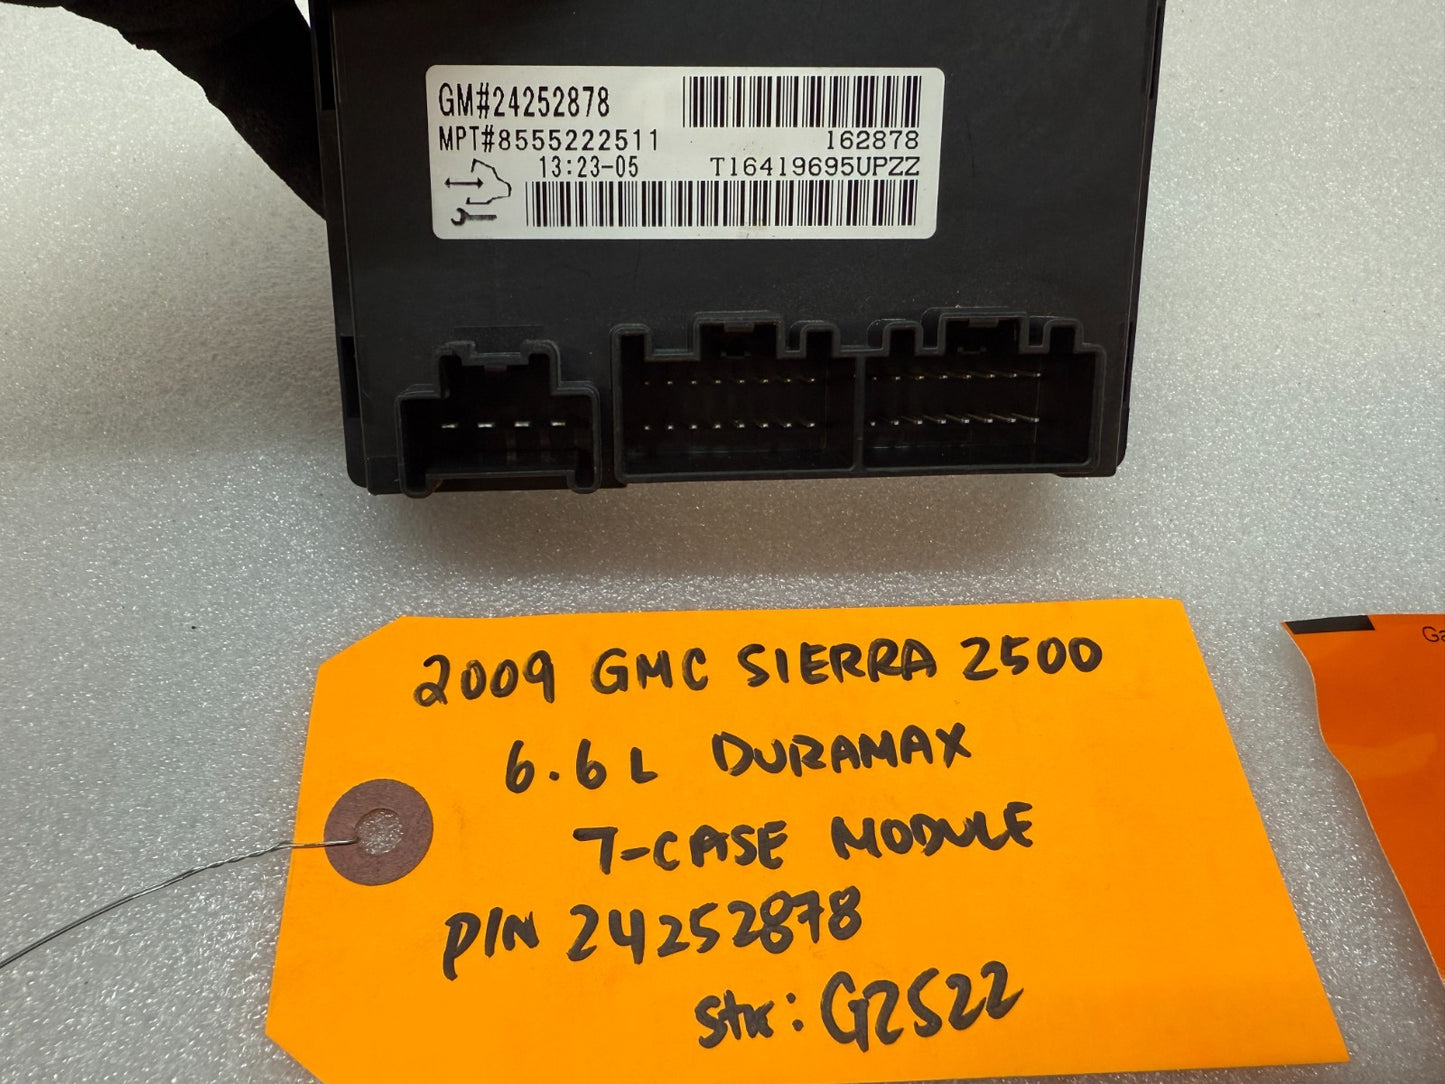 GM#24252878
MPT#8555222511
162878
13:23-05
T16419695UPZZ
2009 GMC SIERRA 2500
6.6L DURAMAX
T-CASE MODULE
P/N 24252878
Stk: G2522